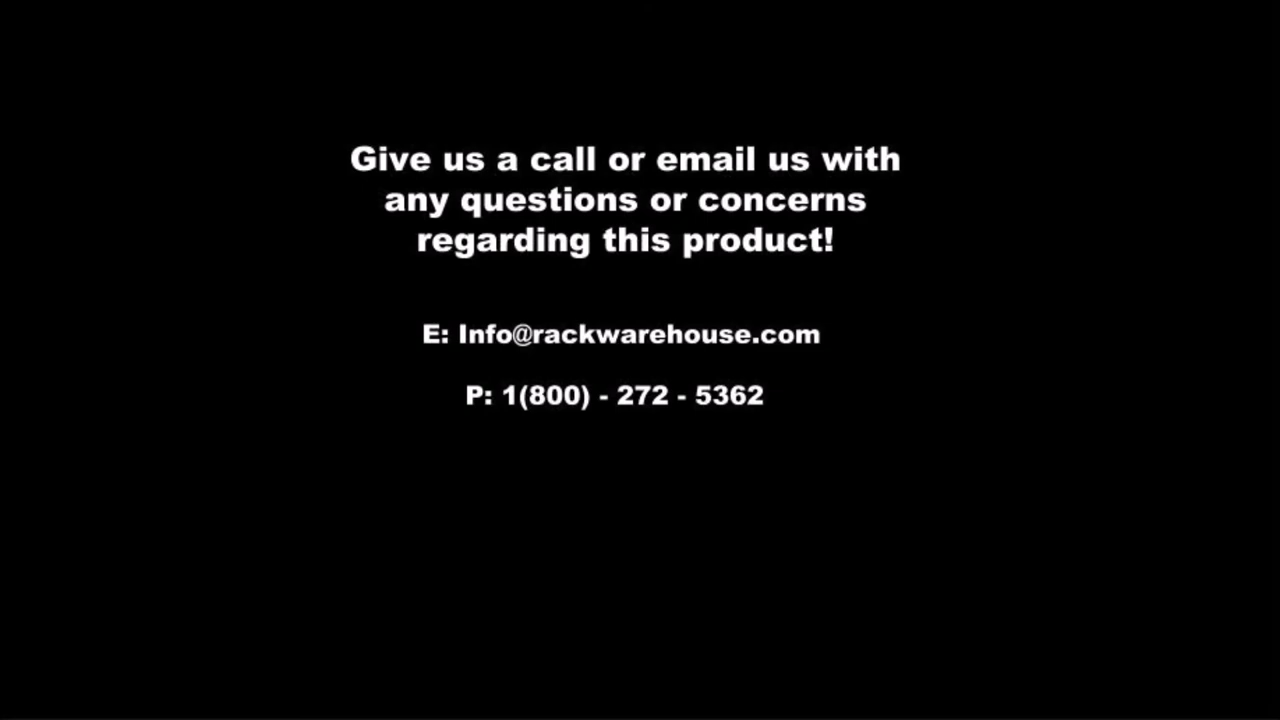 Give us a call or email us with
any questions or concerns
regarding this product!
E: Info@rackwarehouse.com
P: 1(800) - 272 - 5362